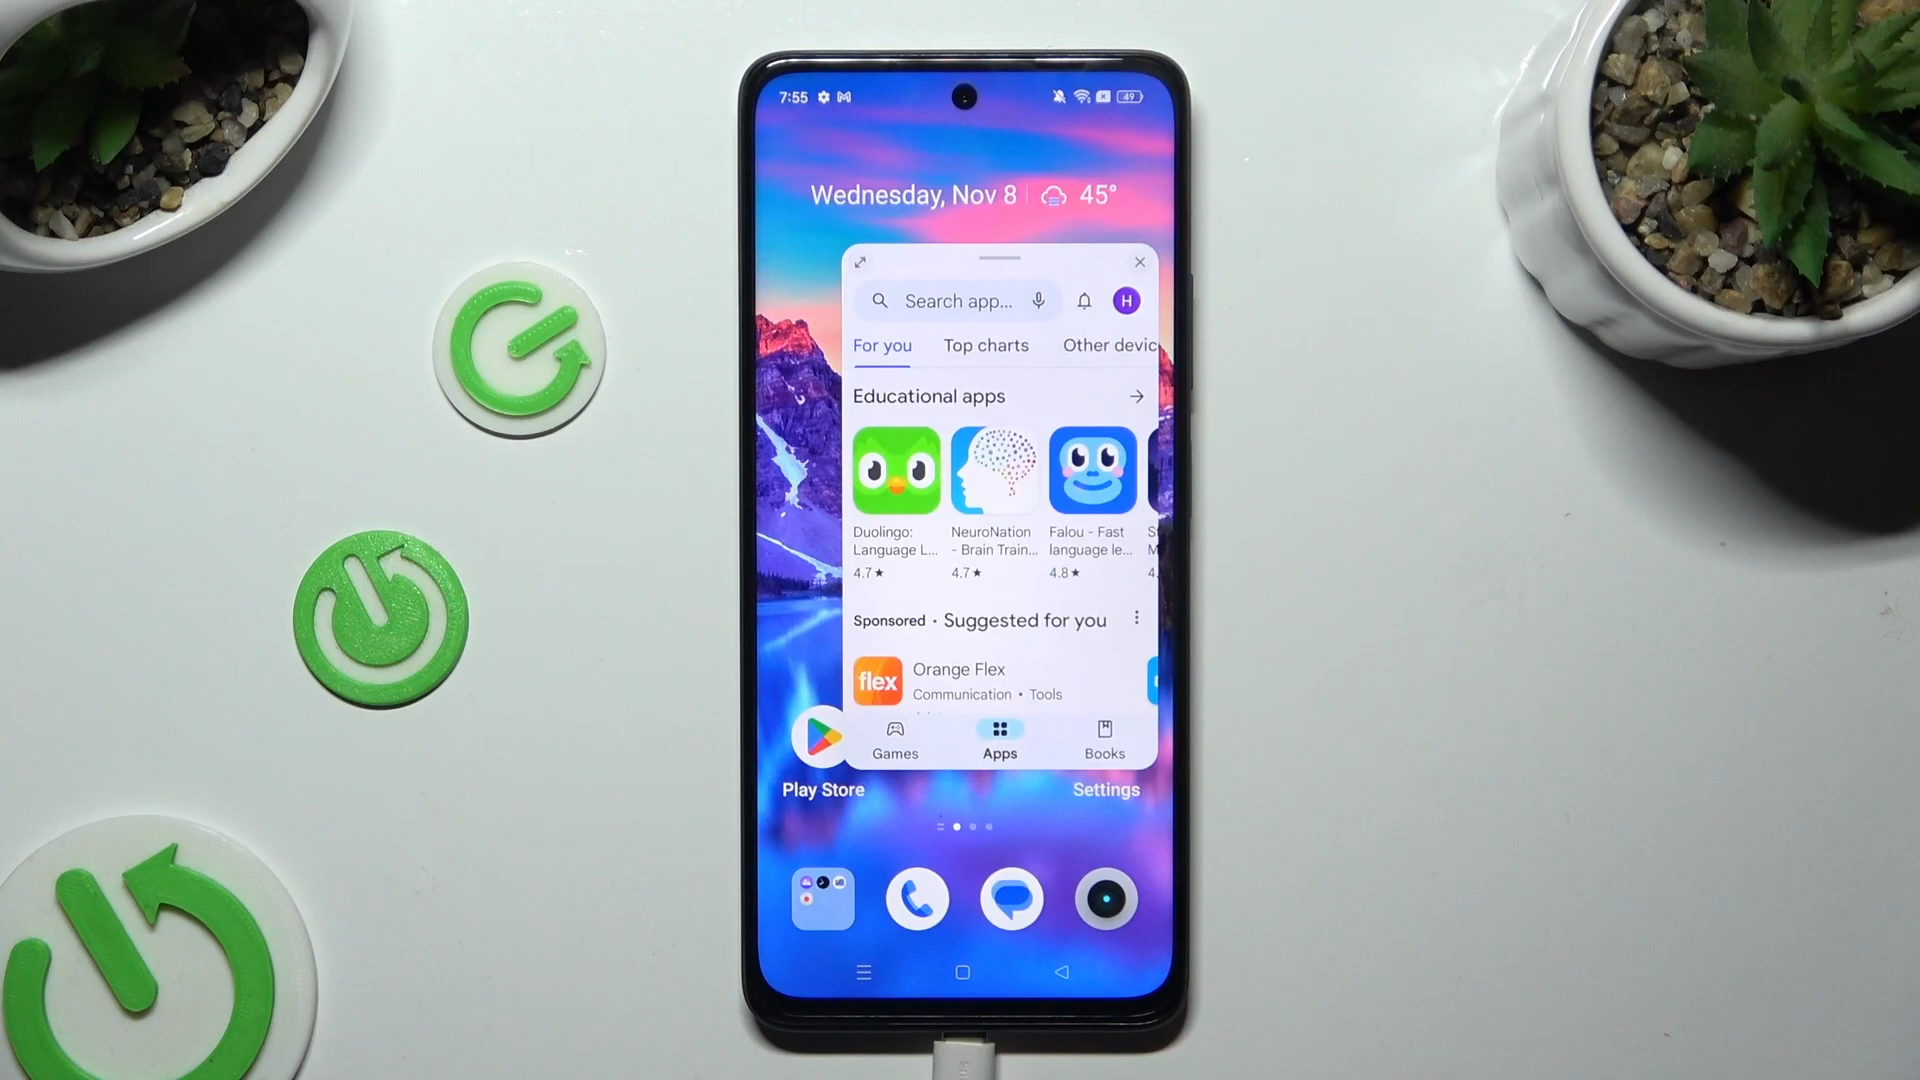 7:55
49
Wednesday, Nov 8
45°
Search app...
H
For you Top charts Other devic
Educational apps
Duolingo:
Language L...
4.7★
NeuroNation
- Brain Train...
4.7★
Falou - Fast
language le...
4.8★
S
M
4.
Sponsored · Suggested for you
flex
Orange Flex
Communication • Tools
Games Apps Books
Play Store Settings